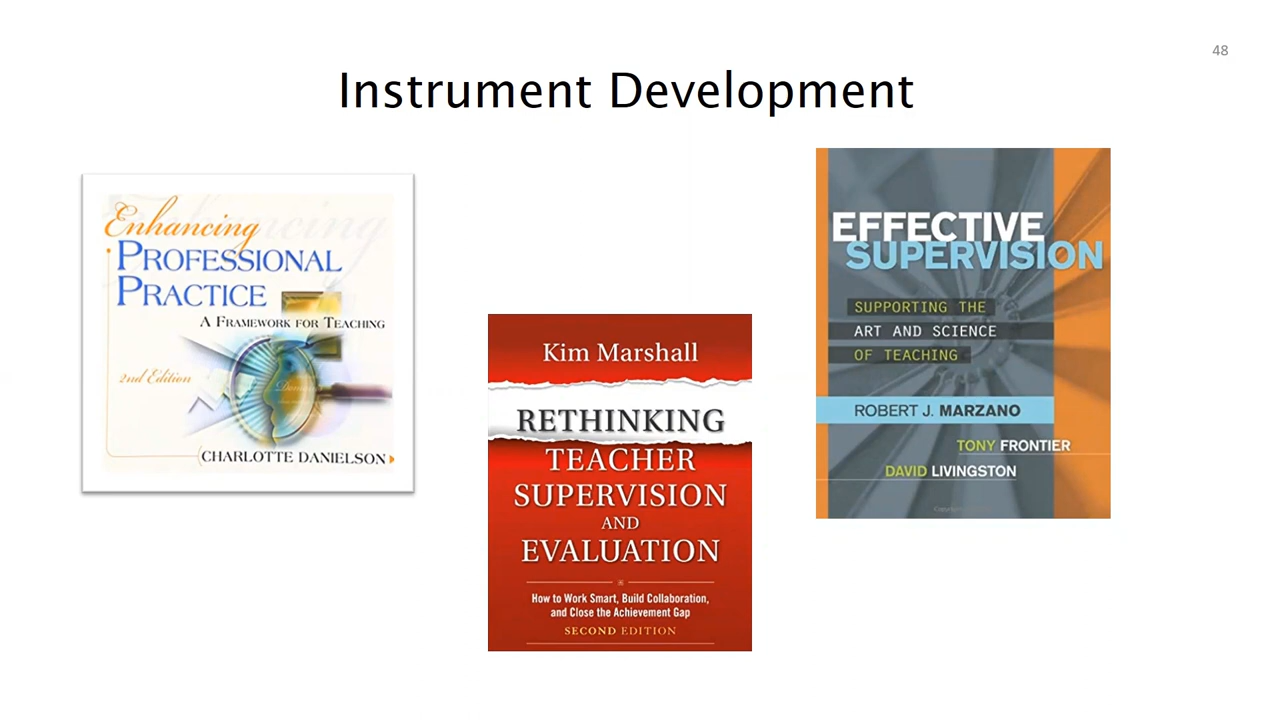 48
Instrument Development
Enhancing
PROFESSIONAL
PRACTICE
A FRAMEWORK FOR TEACHING
2nd Edition
CHARLOTTE DANIELSON
Kim Marshall
RETHINKING
TEACHER
SUPERVISION
AND
EVALUATION
How to Work Smart, Build Collaboration,
and Close the Achievement Gap
SECOND EDITION
EFFECTIVE
SUPERVISION
SUPPORTING THE
ART AND SCIENCE
OF TEACHING
ROBERT J. MARZANO
TONY FRONTIER
DAVID LIVINGSTON